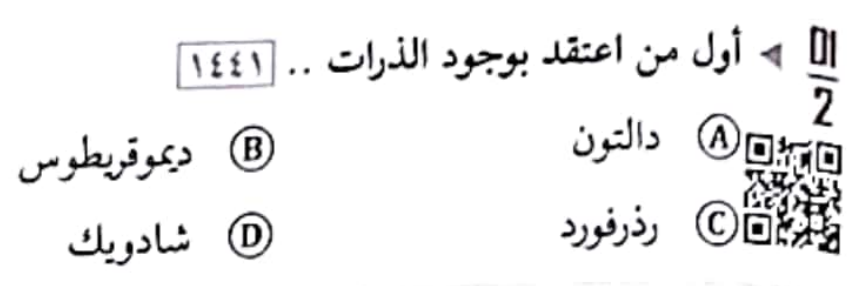 01
2
◀ أول من اعتقد بوجود الذرات .. ١٤٤١
A دالتون
B ديموقريطوس
C رذرفورد
D شادويك